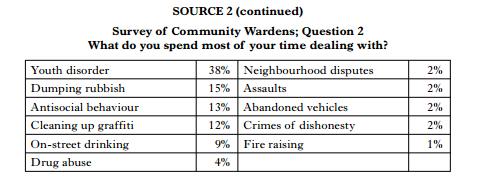 SOURCE 2 (continued)
Survey of Community Wardens; Question 2
What do you spend most of your time dealing with?
Youth disorder 38% Neighbourhood disputes 2%
Dumping rubbish 15% Assaults 2%
Antisocial behaviour 13% Abandoned vehicles 2%
Cleaning up graffiti 12% Crimes of dishonesty 2%
On-street drinking 9% Fire raising 1%
Drug abuse 4%